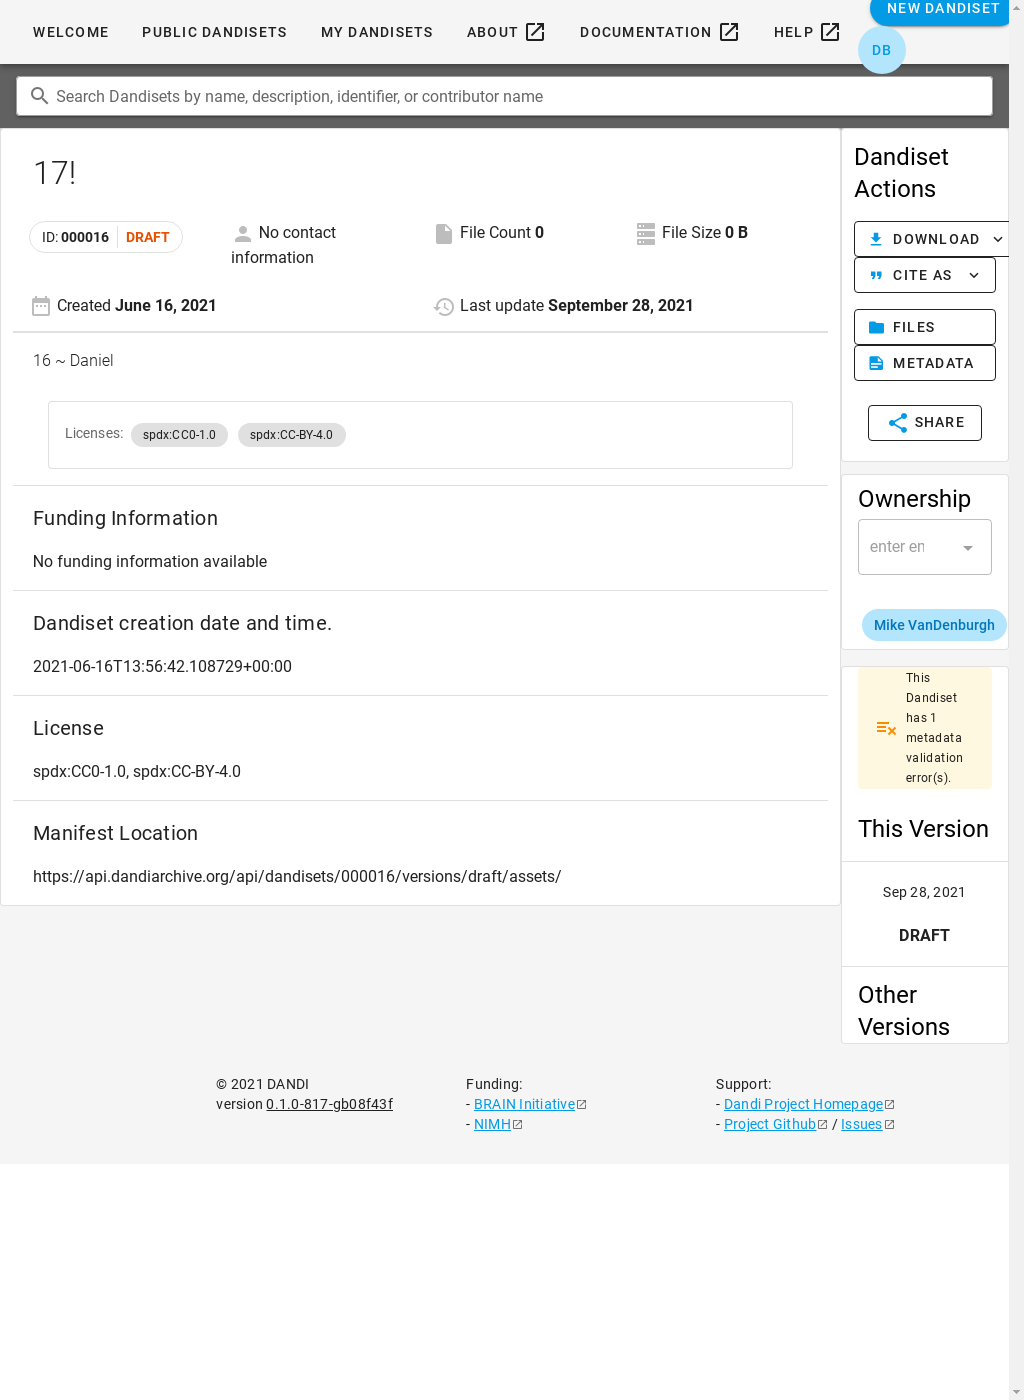 WELCOME PUBLIC DANDISETS MY DANDISETS ABOUT DOCUMENTATION HELP NEW DANDISET
DB
Search Dandisets by name, description, identifier, or contributor name
17!
ID: 000016 DRAFT
No contact
information
File Count 0
File Size 0 B
Created June 16, 2021
Last update September 28, 2021
16 ~ Daniel
Licenses: spdx:CC0-1.0 spdx:CC-BY-4.0
Funding Information
No funding information available
Dandiset creation date and time.
2021-06-16T13:56:42.108729+00:00
License
spdx:CC0-1.0, spdx:CC-BY-4.0
Manifest Location
https://api.dandiarchive.org/api/dandisets/000016/versions/draft/assets/
Dandiset
Actions
DOWNLOAD
CITE AS
FILES
METADATA
SHARE
Ownership
enter en
Mike VanDenburgh
This
Dandiset
has 1
metadata
validation
error(s).
This Version
Sep 28, 2021
DRAFT
Other
Versions
© 2021 DANDI
version 0.1.0-817-gb08f43f
Funding:
- BRAIN Initiative
- NIMH
Support:
- Dandi Project Homepage
- Project Github / Issues